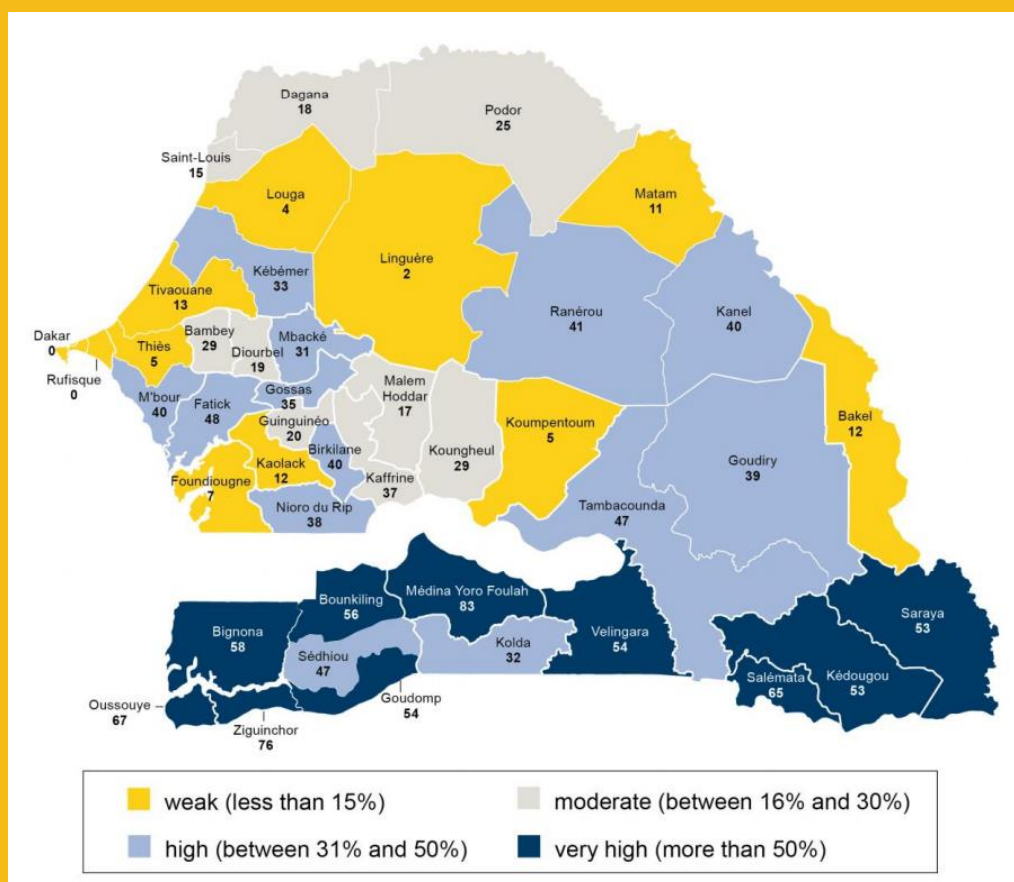 Dagana
18
Podor
25
Saint-Louis
15
Louga
4
Matam
11
Linguère
2
Kébémer
33
Ranérou
41
Kanel
40
Tivaouane
13
Dakar
0
Rufisque
0
Thiès
5
Bambey
29
Diourbel
19
Mbacké
31
M'bour
40
Fatick
48
Gossas
35
Guinguinéo
20
Malem
Hoddar
17
Koungheul
29
Koumpentoum
5
Bakel
12
Goudiry
39
Birkilane
40
Kaolack
12
Kaffrine
37
Foundiougne
7
Nioro du Rip
38
Tambacounda
47
Médina Yoro Foulah
83
Bounkiling
56
Bignona
58
Sédhiou
47
Kolda
32
Velingara
54
Saraya
53
Salémata
65
Kédougou
53
Oussouye
67
Ziguinchor
76
Goudomp
54
weak (less than 15%)
moderate (between 16% and 30%)
high (between 31% and 50%)
very high (more than 50%)